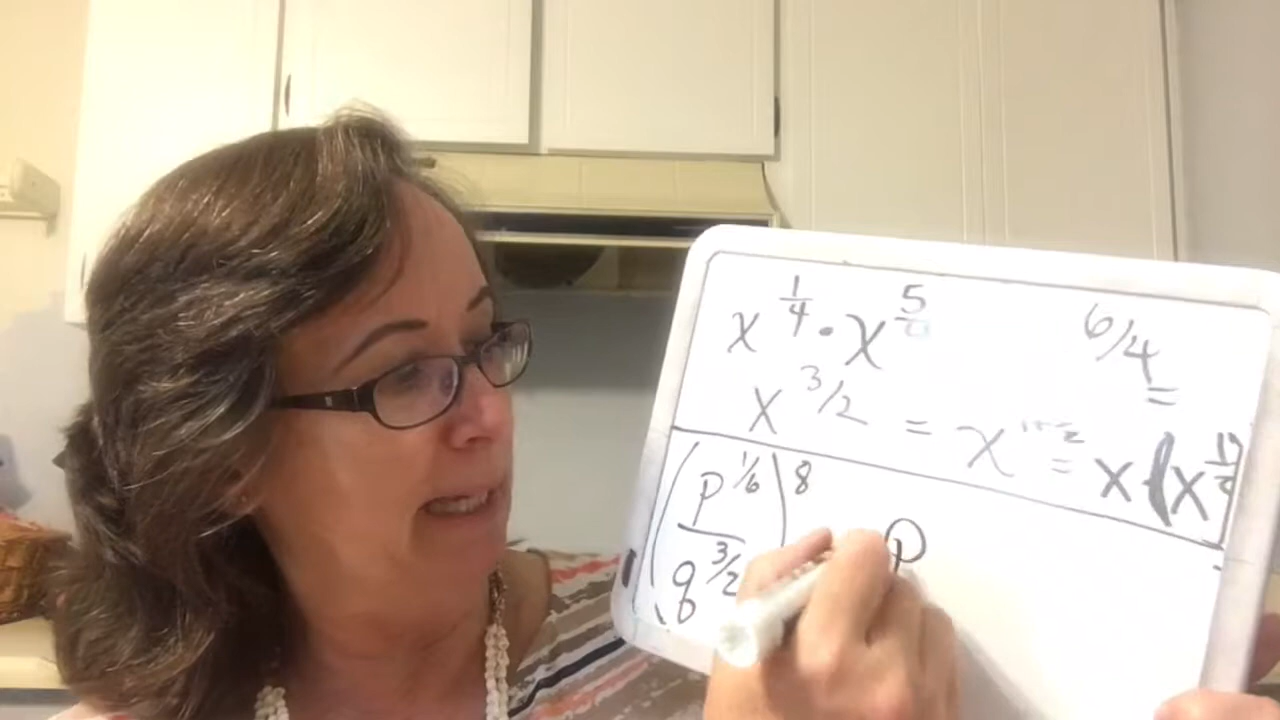 x^{1/4} · x^{5/} 6/4 =
x^{3/2} = x = x (x
(p^{1/6} / q^{3/2})^8 p